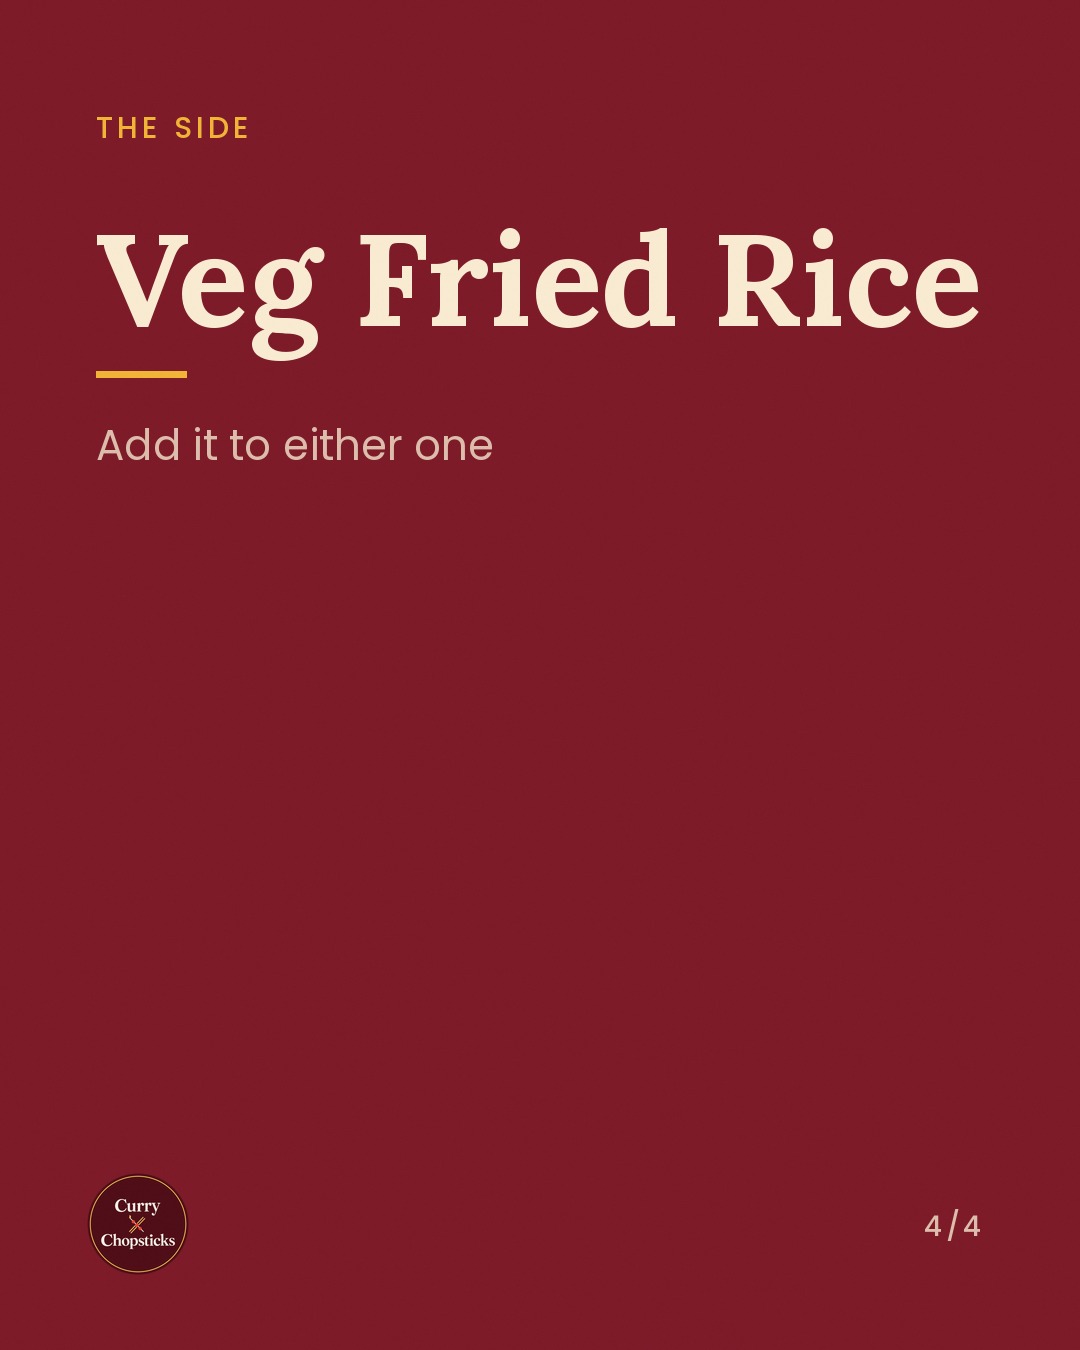 THE SIDE
Veg Fried Rice
Add it to either one
Curry
Chopsticks
4/4